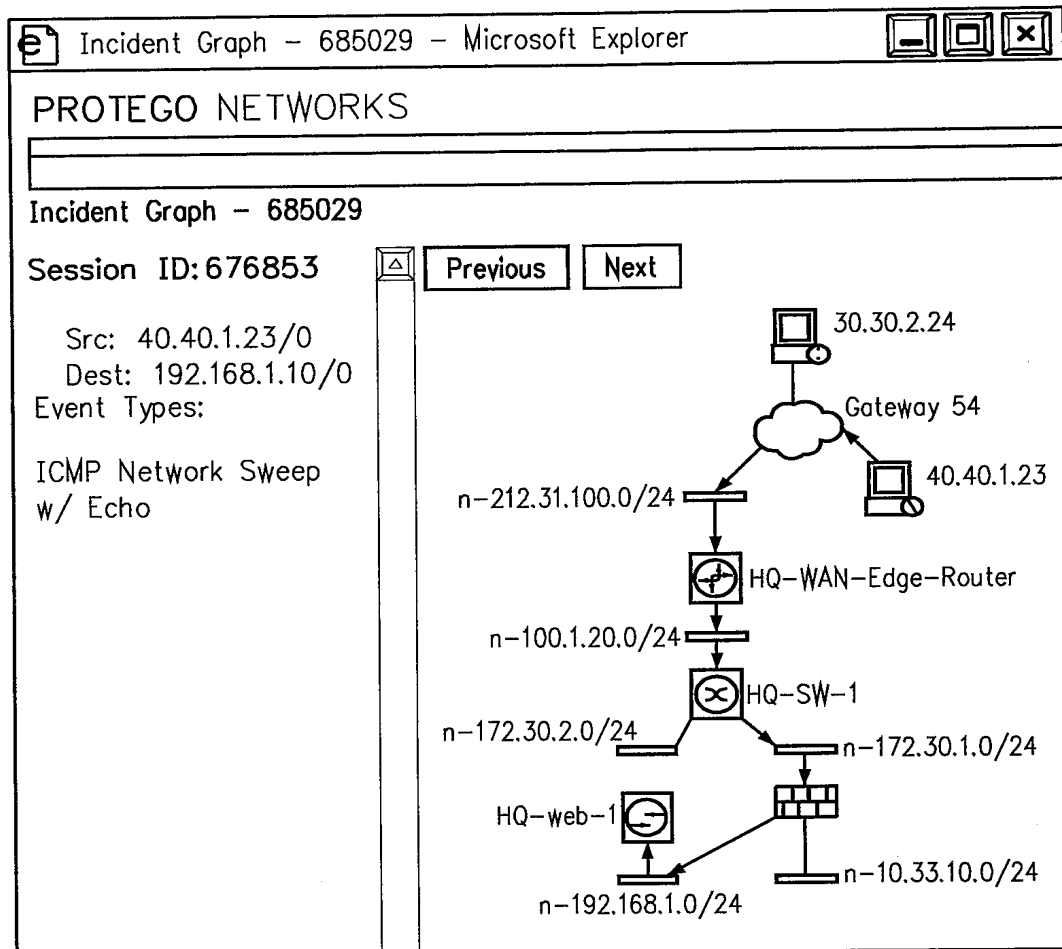 Incident Graph - 685029 - Microsoft Explorer
PROTEGO NETWORKS
Incident Graph - 685029
Session ID: 676853
Previous
Next
Src: 40.40.1.23/0
Dest: 192.168.1.10/0
Event Types:
ICMP Network Sweep
w/ Echo
30.30.2.24
Gateway 54
40.40.1.23
n-212.31.100.0/24
HQ-WAN-Edge-Router
n-100.1.20.0/24
HQ-SW-1
n-172.30.2.0/24
n-172.30.1.0/24
HQ-web-1
n-10.33.10.0/24
n-192.168.1.0/24